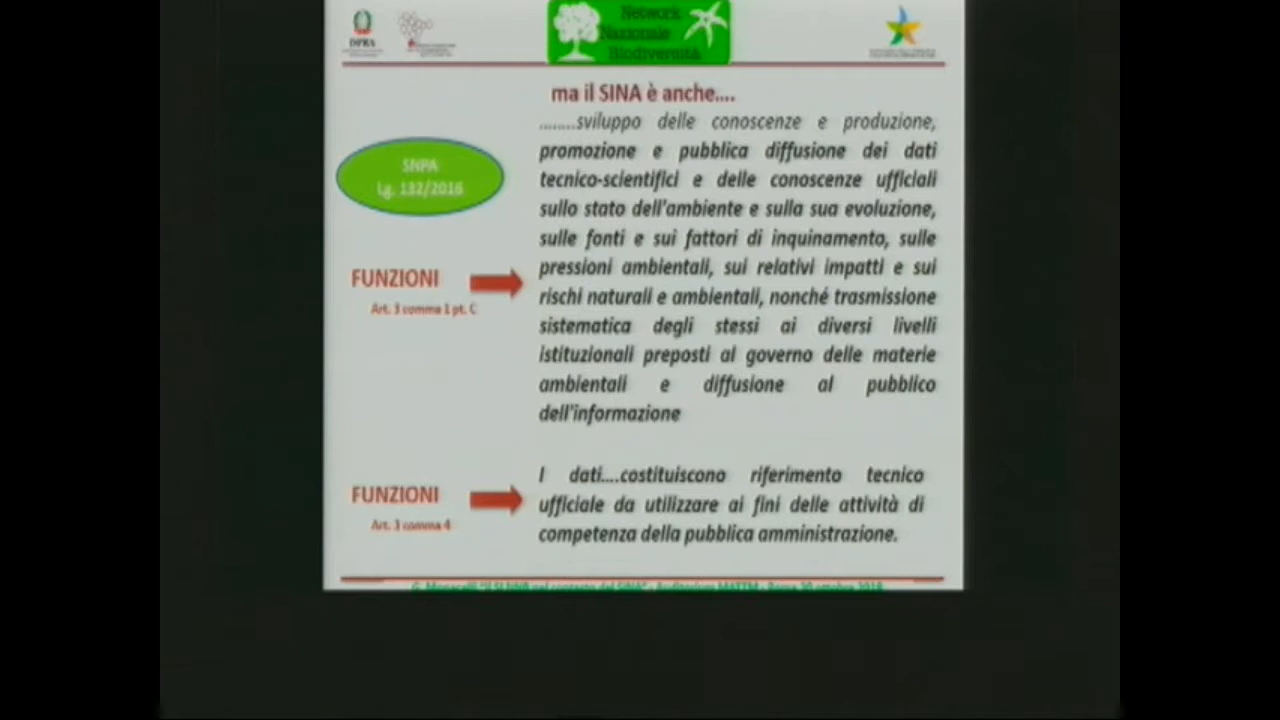 ISPRA
Network
Nazionale
Biodiversità
ma il SINA è anche....
........sviluppo delle conoscenze e produzione,
promozione e pubblica diffusione dei dati
tecnico-scientifici e delle conoscenze ufficiali
sullo stato dell'ambiente e sulla sua evoluzione,
sulle fonti e sui fattori di inquinamento, sulle
pressioni ambientali, sui relativi impatti e sui
rischi naturali e ambientali, nonché trasmissione
sistematica degli stessi ai diversi livelli
istituzionali preposti al governo delle materie
ambientali e diffusione al pubblico
dell'informazione
SNPA
Lg. 132/2016
FUNZIONI
Art. 3 comma 1 pt. C
I dati....costituiscono riferimento tecnico
ufficiale da utilizzare ai fini delle attività di
competenza della pubblica amministrazione.
FUNZIONI
Art. 3 comma 4